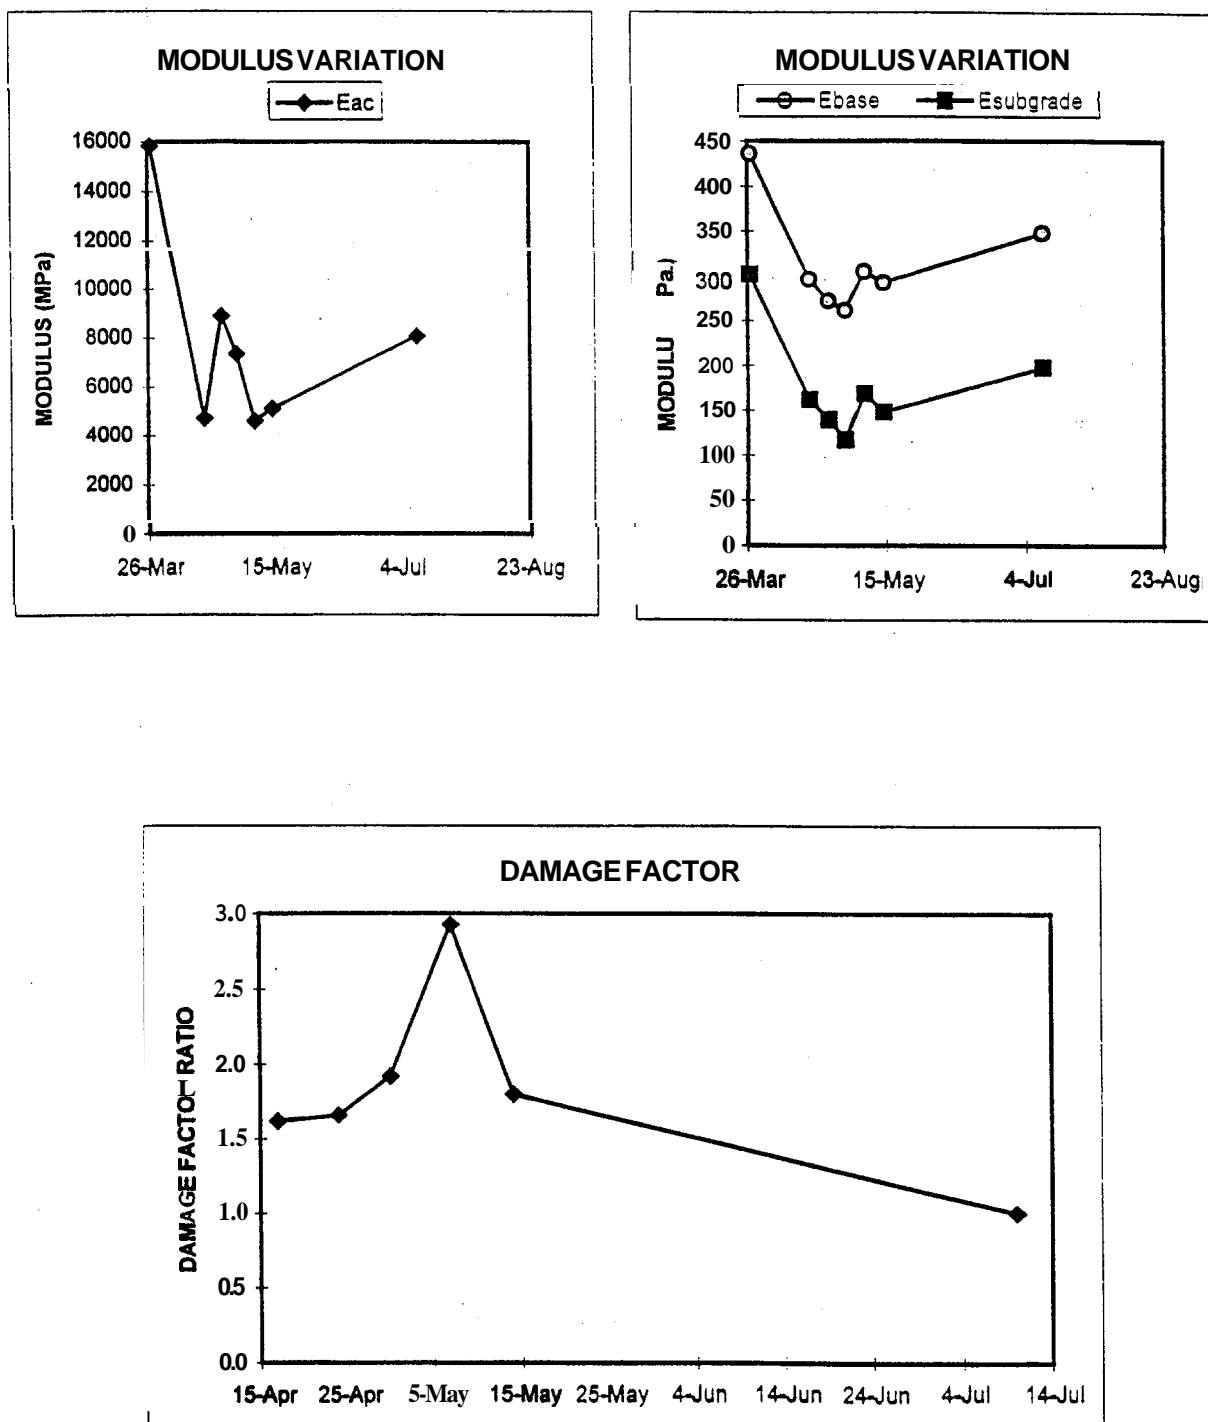 MODULUS VARIATION
Eac
16000
14000
12000
10000
8000
6000
4000
2000
0
MODULUS (MPa)
26-Mar 15-May 4-Jul 23-Aug
MODULUS VARIATION
Ebase Esubgrade
450
400
350
300
250
200
150
100
50
0
MODULU Pa.)
26-Mar 15-May 4-Jul 23-Aug
DAMAGE FACTOR
3.0
2.5
2.0
1.5
1.0
0.5
0.0
DAMAGE FACTO RATIO
15-Apr 25-Apr 5-May 15-May 25-May 4-Jun 14-Jun 24-Jun 4-Jul 14-Jul